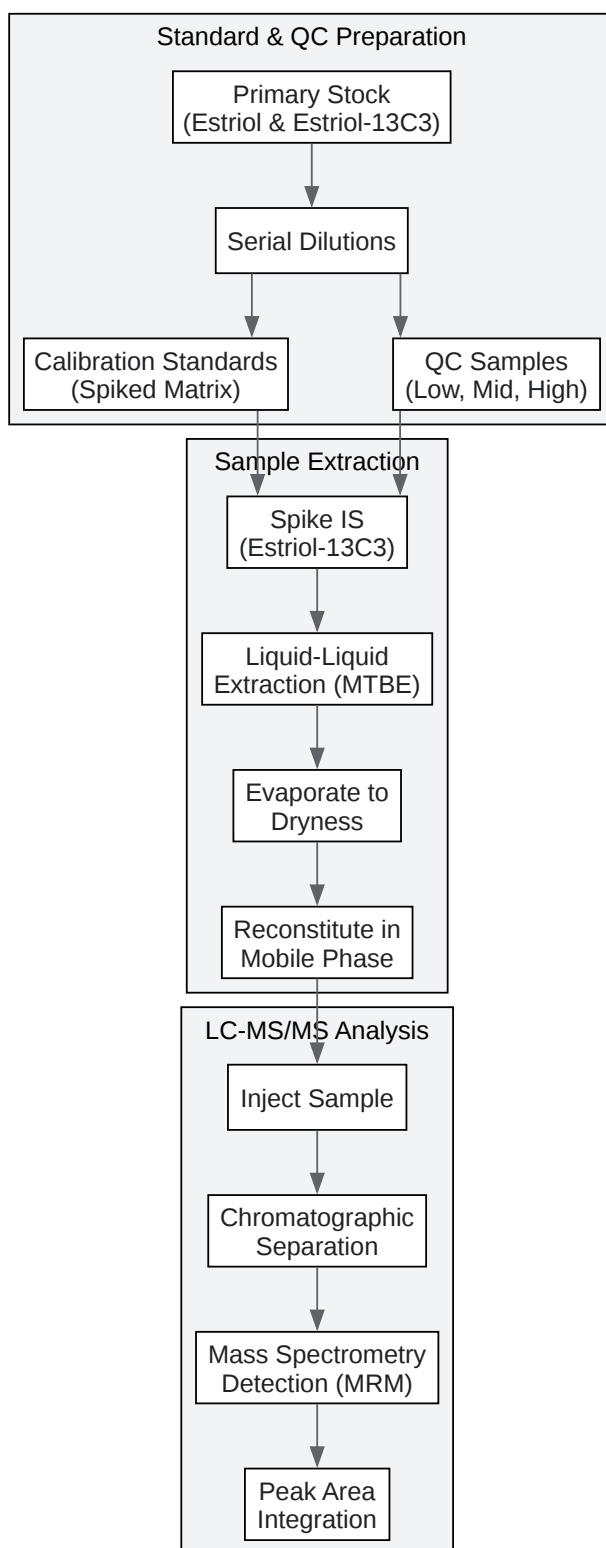 Standard & QC Preparation
Primary Stock
(Estriol & Estriol-13C3)
Serial Dilutions
Calibration Standards
(Spiked Matrix)
QC Samples
(Low, Mid, High)
Sample Extraction
Spike IS
(Estriol-13C3)
Liquid-Liquid
Extraction (MTBE)
Evaporate to
Dryness
Reconstitute in
Mobile Phase
LC-MS/MS Analysis
Inject Sample
Chromatographic
Separation
Mass Spectrometry
Detection (MRM)
Peak Area
Integration